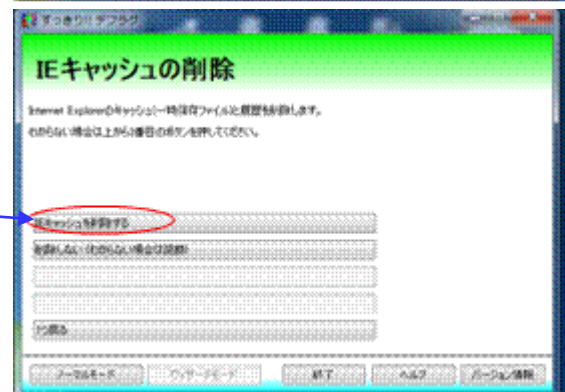 すっきり!! デフラグ
IEキャッシュの削除
Internet Explorerのキャッシュ(一時保存ファイル)と履歴を削除します。
わからない場合は上から2番目のボタンを押してください。
IEキャッシュを削除する
削除しない (わからない場合は
1つ戻る
ノーマルモード ウィザードモード 終了 ヘルプ バージョン情報